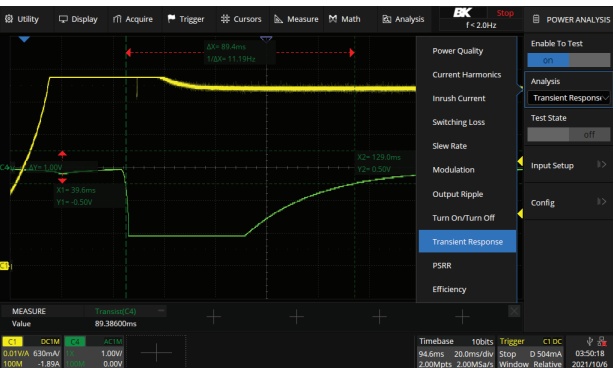 Utility Display Acquire Trigger Cursors Measure Math Analysis BK Stop POWER ANALYSIS
f < 2.0Hz
Enable To Test
on
Analysis
Transient Respons
Test State
off
Input Setup
Config
ΔX= 89.4ms
1/ΔX= 11.19Hz
C4
ΔY= 1.00V
X1= 39.6ms
Y1= -0.50V
X2= 129.0ms
Y2= 0.50V
C1
Power Quality
Current Harmonics
Inrush Current
Switching Loss
Slew Rate
Modulation
Output Ripple
Turn On/Turn Off
Transient Response
PSRR
Efficiency
MEASURE Transist(C4)
Value 89.38600ms
C1 DC1M C4 AC1M Timebase 10bits Trigger C1 DC
0.01V/A 630mA/ 1X 1.00V/ 94.6ms 20.0ms/div Stop D 504mA 03:50:18
100M -1.89A 100M 0.00V 2.00Mpts 2.00MSa/s Window Relative 2021/10/6